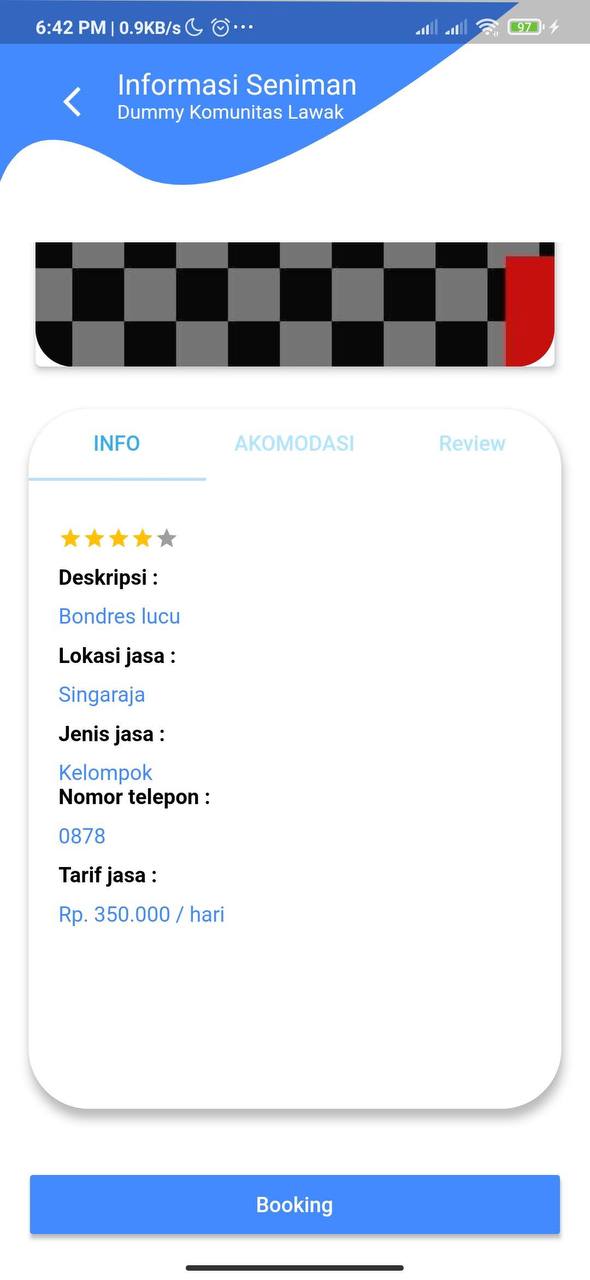 6:42 PM | 0.9KB/s ...
97
Informasi Seniman
Dummy Komunitas Lawak
INFO
AKOMODASI
Review
Deskripsi :
Bondres lucu
Lokasi jasa :
Singaraja
Jenis jasa :
Kelompok
Nomor telepon :
0878
Tarif jasa :
Rp. 350.000 / hari
Booking